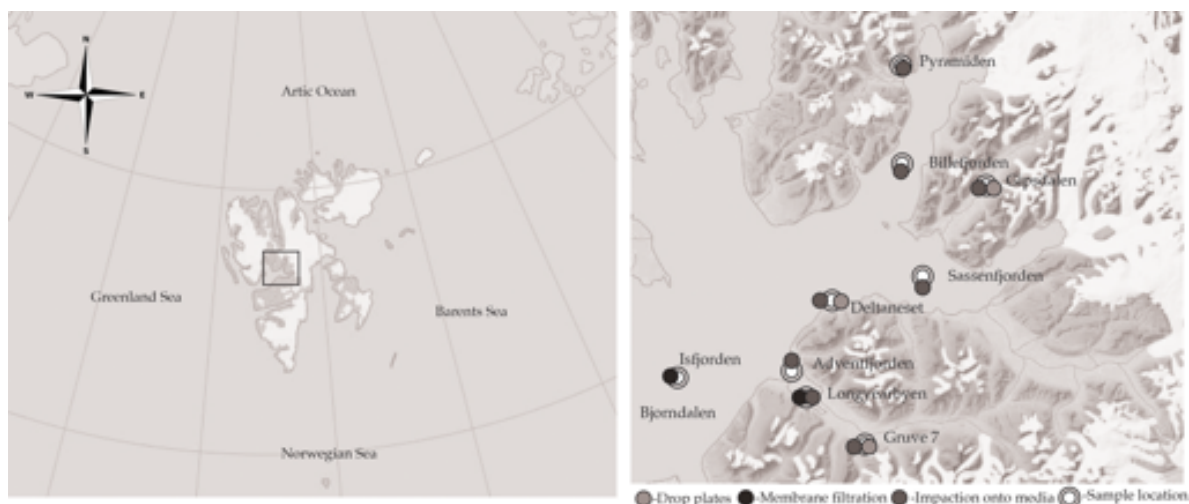 N
W
E
S
Artic Ocean
Greenland Sea
Barents Sea
Norwegian Sea
Pyramiden
Billefjorden
Gipsdalen
Sassenfjorden
Deltaneset
Isfjorden
Adventfjorden
Bjorndalen
Longyearbyen
Gruve 7
-Drop plates -Membrane filtration -Impaction onto media -Sample location